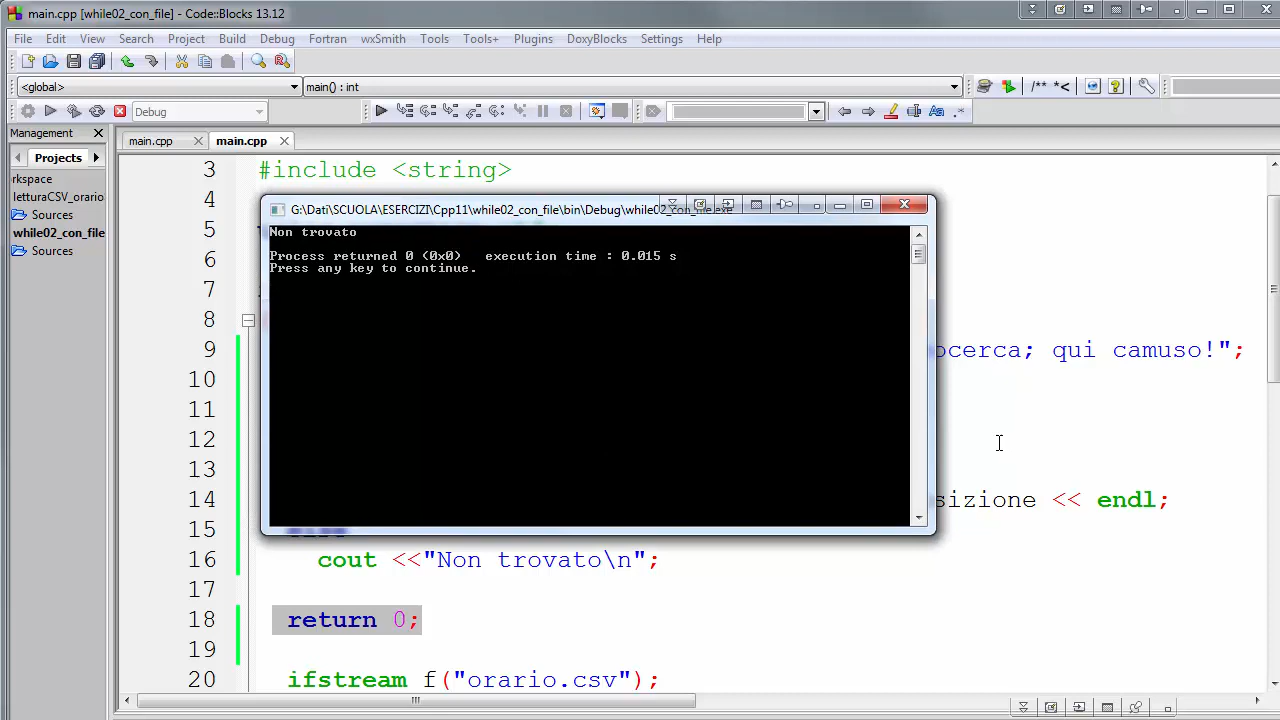 main.cpp [while02_con_file] - Code::Blocks 13.12
File Edit View Search Project Build Debug Fortran wxSmith Tools Tools+ Plugins DoxyBlocks Settings Help
<global> main() : int /** *<
Debug
Management
Projects
rkspace
letturaCSV_orario
Sources
while02_con_file
Sources
main.cpp main.cpp
3 #include <string>
4
5
6
7
8
9 ocerca; qui camuso!";
10
11
12
13
14 sizione << endl;
15 else
16 cout <<"Non trovato\n";
17
18 return 0;
19
20 ifstream f("orario.csv");
G:\Dati\SCUOLA\ESERCIZI\Cpp11\while02_con_file\bin\Debug\while02_con_file.exe
Non trovato
Process returned 0 (0x0) execution time : 0.015 s
Press any key to continue.